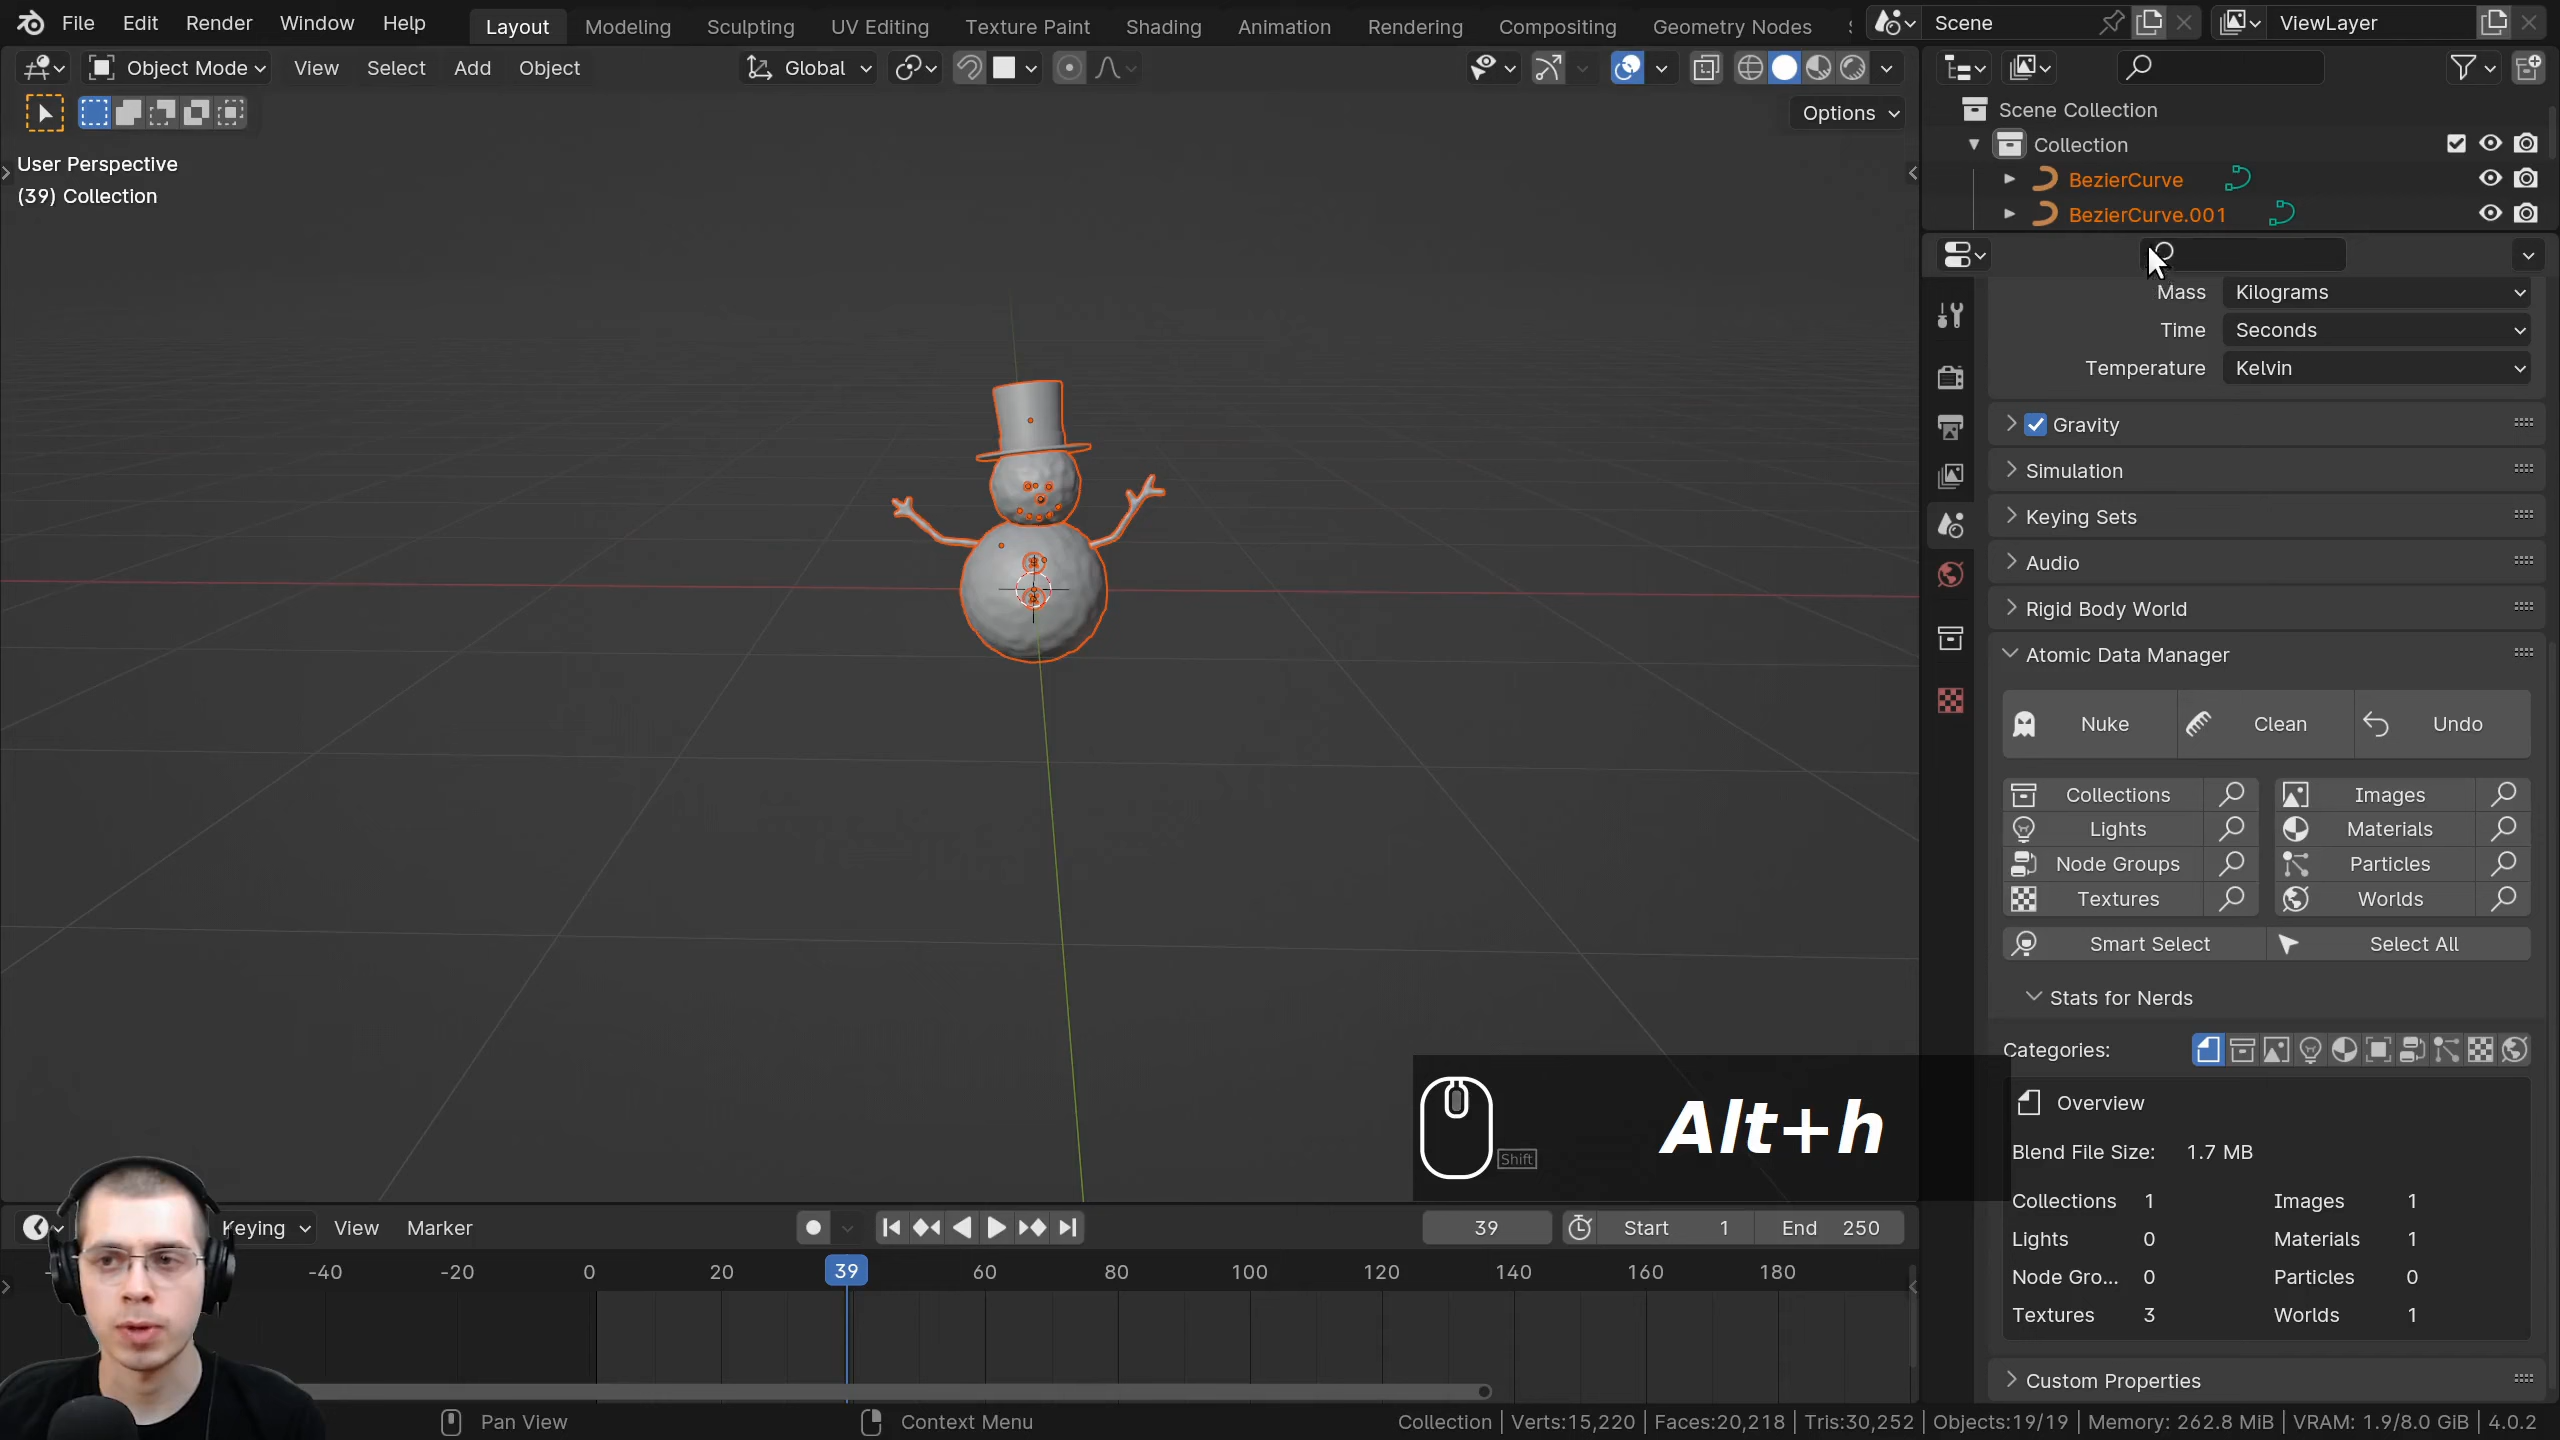 File Edit Render Window Help Layout Modeling Sculpting UV Editing Texture Paint Shading Animation Rendering Compositing Geometry Nodes Scene ViewLayer
Object Mode View Select Add Object Global
Options
User Perspective
(39) Collection
Scene Collection
Collection
BezierCurve
BezierCurve.001
Mass Kilograms
Time Seconds
Temperature Kelvin
Gravity
Simulation
Keying Sets
Audio
Rigid Body World
Atomic Data Manager
Nuke Clean Undo
Collections Images
Lights Materials
Node Groups Particles
Textures Worlds
Smart Select Select All
Stats for Nerds
Categories:
Overview
Blend File Size: 1.7 MB
Collections 1 Images 1
Lights 0 Materials 1
Node Gro... 0 Particles 0
Textures 3 Worlds 1
Custom Properties
Shift Alt+h
Keying View Marker 39 Start 1 End 250
-40 -20 0 20 39 60 80 100 120 140 160 180
Pan View Context Menu Collection | Verts:15,220 | Faces:20,218 | Tris:30,252 | Objects:19/19 | Memory: 262.8 MiB | VRAM: 1.9/8.0 GiB | 4.0.2